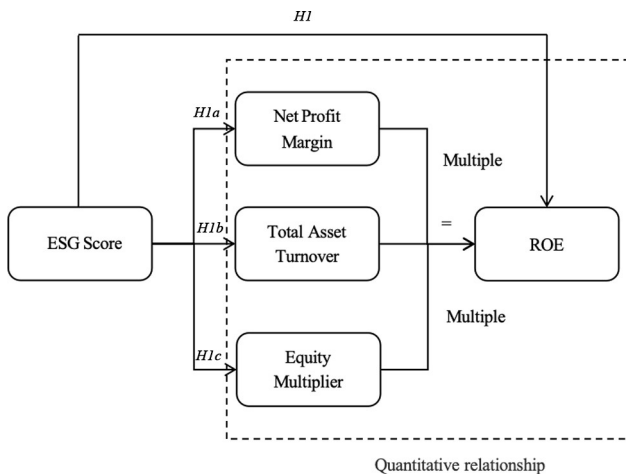 H1
H1a
Net Profit
Margin
Multiple
ESG Score
H1b
Total Asset
Turnover
=
ROE
Multiple
H1c
Equity
Multiplier
Quantitative relationship